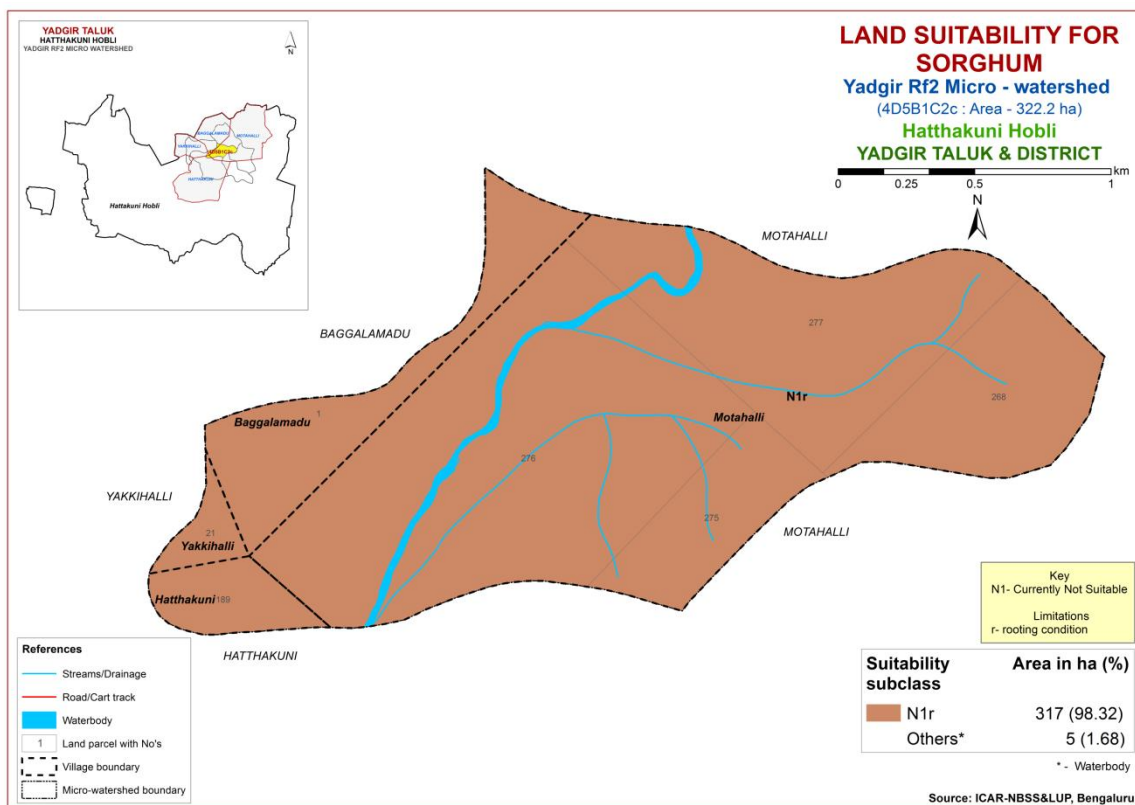 YADGIR TALUK
HATTHAKUNI HOBLI
YADGIR RF2 MICRO WATERSHED
N
BAGGALAMADU
MOTAHALLI
YAKKIHALLI
HATTHAKUNI
Hattakuni Hobli
LAND SUITABILITY FOR
SORGHUM
Yadgir Rf2 Micro - watershed
(4D5B1C2c : Area - 322.2 ha)
Hatthakuni Hobli
YADGIR TALUK & DISTRICT
km
0 0.25 0.5 1
N
MOTAHALLI
BAGGALAMADU
277
N1r
268
Motahalli
Baggalamadu
1
276
YAKKIHALLI
275
MOTAHALLI
21
Yakkihalli
Hatthakuni
189
HATTHAKUNI
Key
N1- Currently Not Suitable
Limitations
r- rooting condition
References
Streams/Drainage
Road/Cart track
Waterbody
1 Land parcel with No's
Village boundary
Micro-watershed boundary
Suitability subclass Area in ha (%)
N1r 317 (98.32)
Others* 5 (1.68)
* - Waterbody
Source: ICAR-NBSS&LUP, Bengaluru